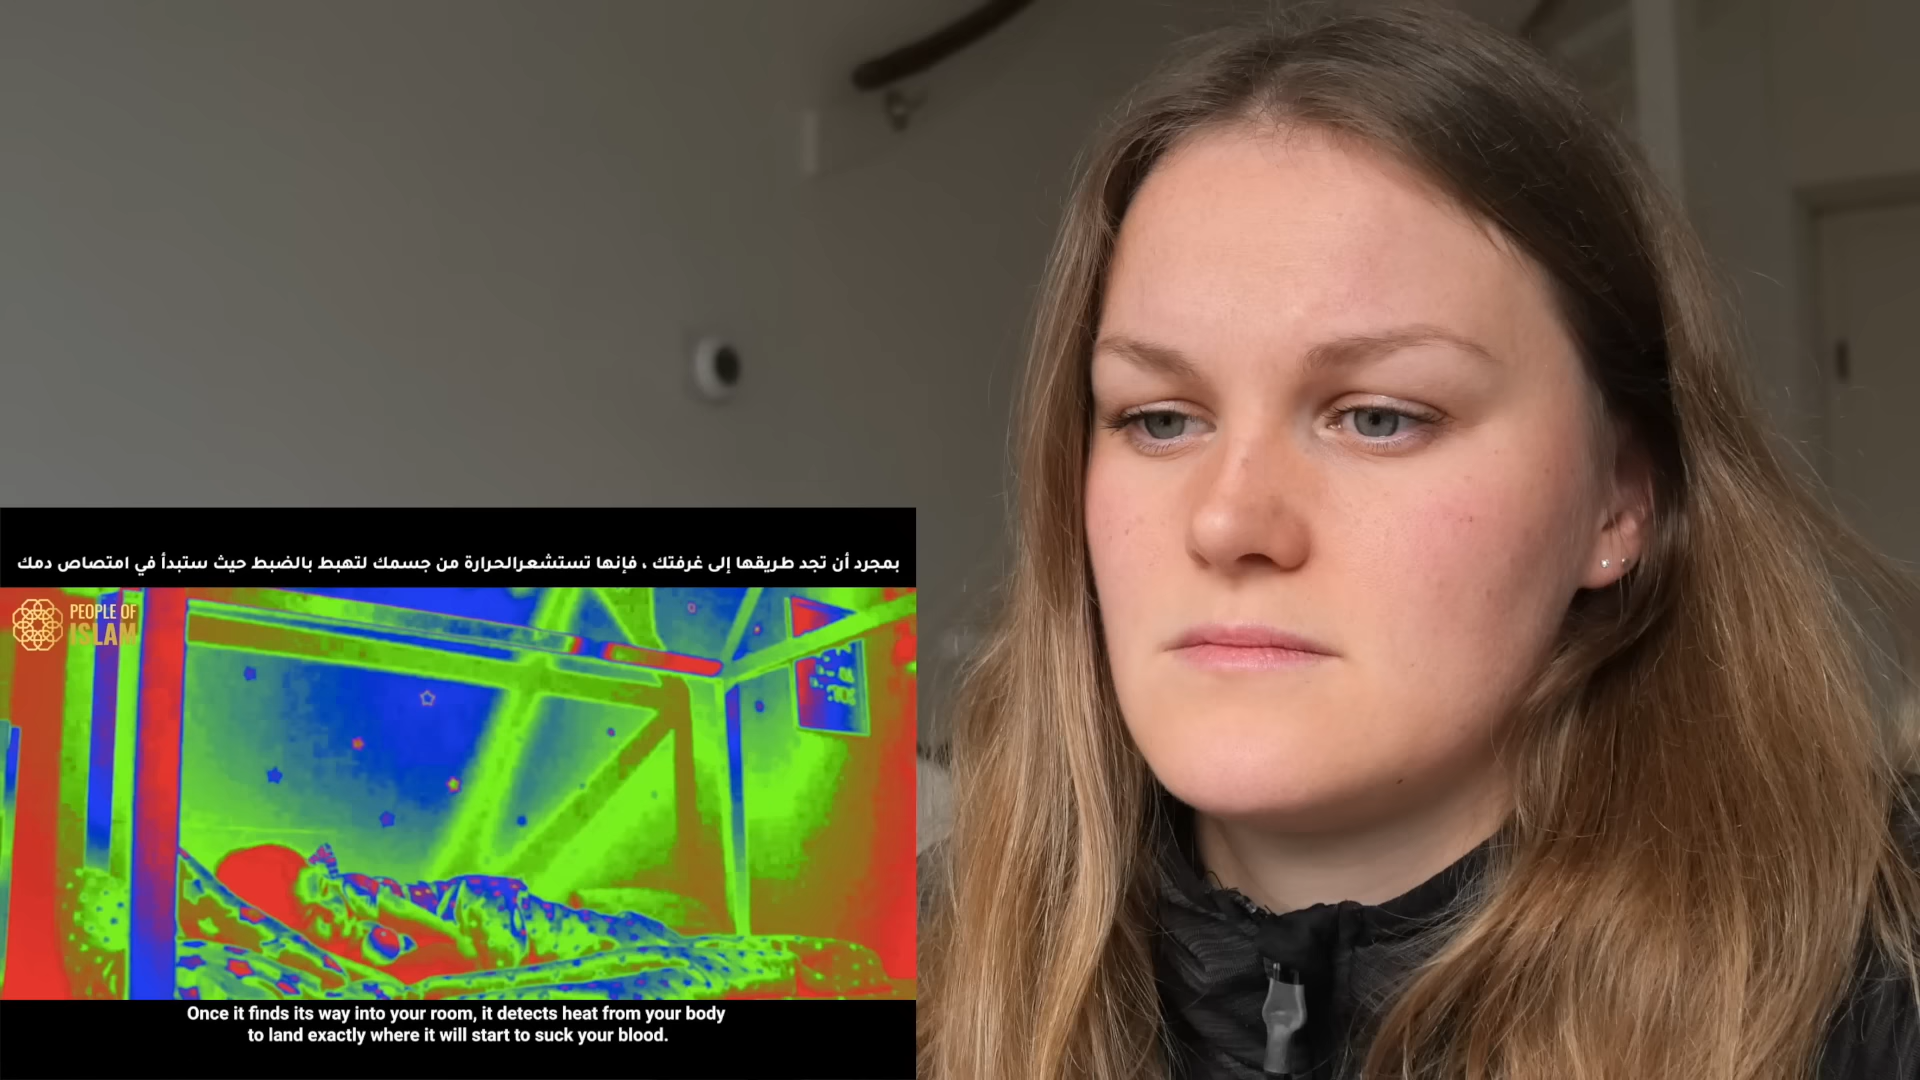 بمجرد أن تجد طريقها إلى غرفتك ، فإنها تستشعرالحرارة من جسمك لتهبط بالضبط حيث ستبدأ في امتصاص دمك
PEOPLE OF
ISLAM
Once it finds its way into your room, it detects heat from your body
to land exactly where it will start to suck your blood.